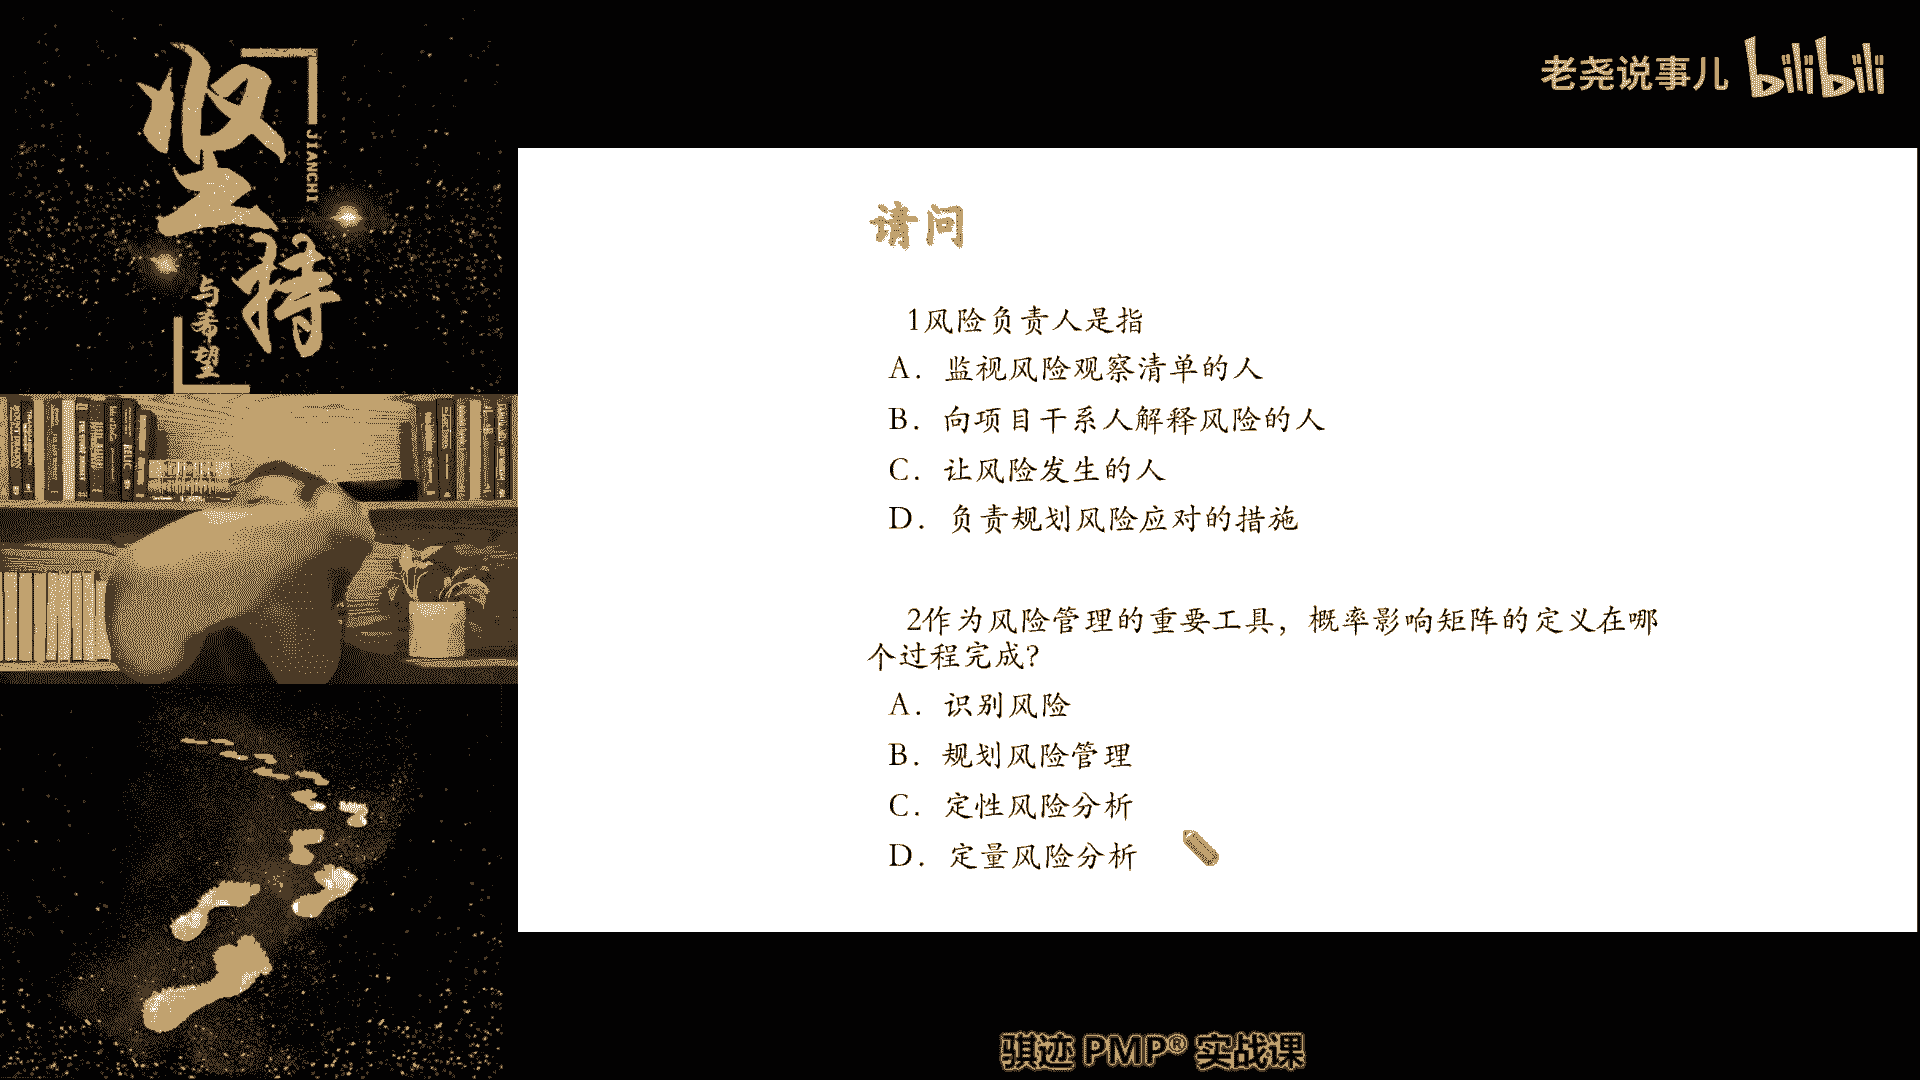 坚持
JIANCHI
与希望
老尧说事儿 bilibili
请问
1风险负责人是指
A. 监视风险观察清单的人
B. 向项目干系人解释风险的人
C. 让风险发生的人
D. 负责规划风险应对的措施
2作为风险管理的重要工具，概率影响矩阵的定义在哪
个过程完成？
A. 识别风险
B. 规划风险管理
C. 定性风险分析
D. 定量风险分析
骐迹 PMP® 实战课